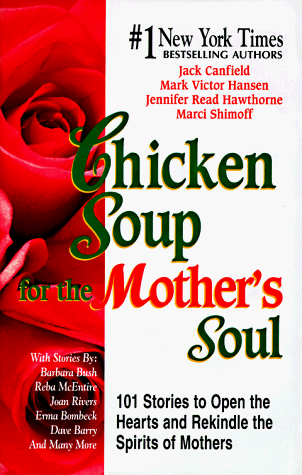 #1 New York Times
BESTSELLING AUTHORS
Jack Canfield
Mark Victor Hansen
Jennifer Read Hawthorne
Marci Shimoff
Chicken
Soup
for the Mother's
Soul
With Stories By:
Barbara Bush
Reba McEntire
Joan Rivers
Erma Bombeck
Dave Barry
And Many More
101 Stories to Open the
Hearts and Rekindle the
Spirits of Mothers